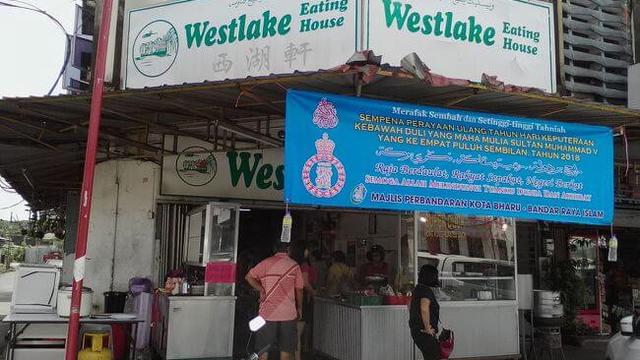 Westlake Eating House
西湖軒
Westlake Eating House
Merafak Sembah dan Setinggi-tinggi Tahniah
SEMPENA PERAYAAN ULANG TAHUN HARI KEPUTERAAN
KEBAWAH DULI YANG MAHA MULIA SULTAN MUHAMMAD V
YANG KE EMPAT PULUH SEMBILAN, TAHUN 2018
Raja Berdaulat, Rakyat Sepakat, Negeri Berkat
SEMOGA ALLAH MELINDUNGI TUANKU DUNIA DAN AKHIRAT
MAJLIS PERBANDARAN KOTA BHARU - BANDAR RAYA ISLAM
Wes